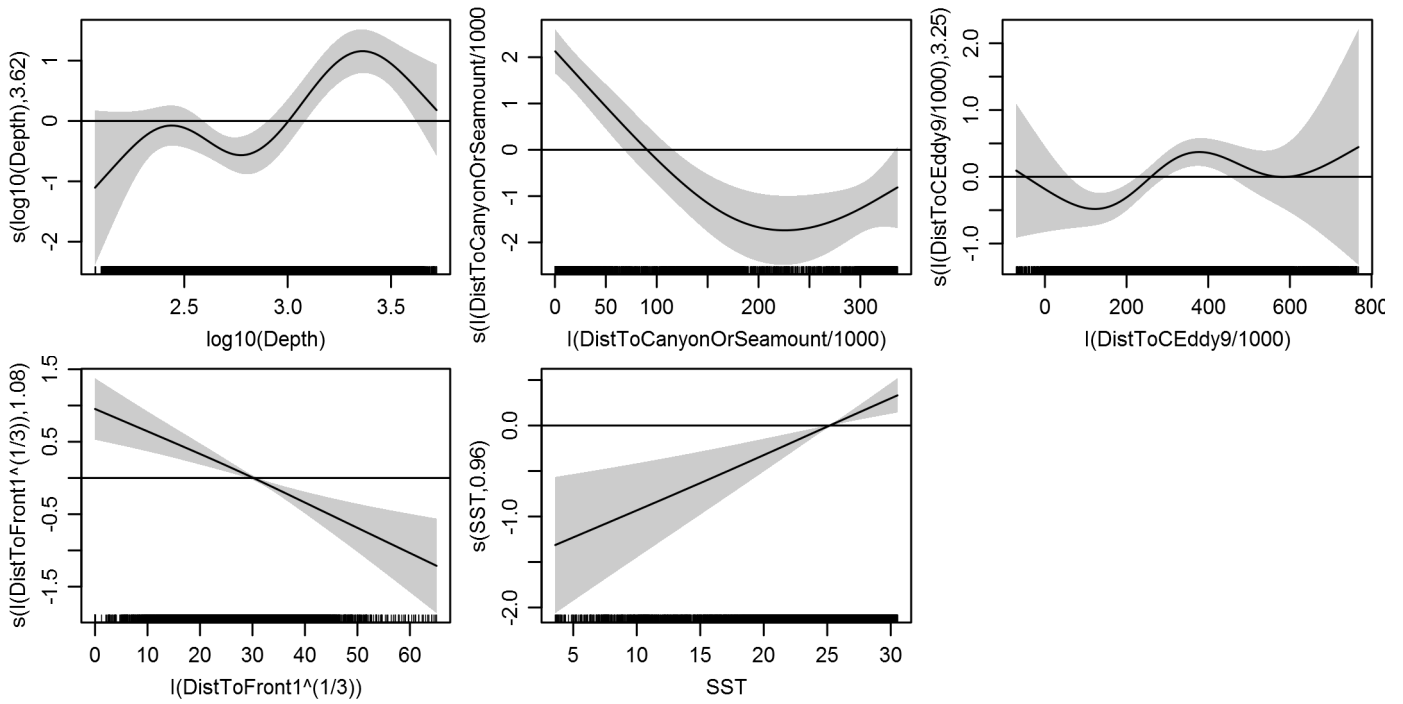 s(log10(Depth),3.62)
1
0
-1
-2
2.5 3.0 3.5
log10(Depth)
s(I(DistToCanyonOrSeamount/1000
2
1
0
-1
-2
0 50 100 200 300
I(DistToCanyonOrSeamount/1000)
s(I(DistToCEddy9/1000),3.25)
2.0
1.0
0.0
-1.0
0 200 400 600 800
I(DistToCEddy9/1000)
s(I(DistToFront1^(1/3)),1.08)
1.5
0.5
-0.5
-1.5
0 10 20 30 40 50 60
I(DistToFront1^(1/3))
s(SST,0.96)
0.0
-1.0
-2.0
5 10 15 20 25 30
SST